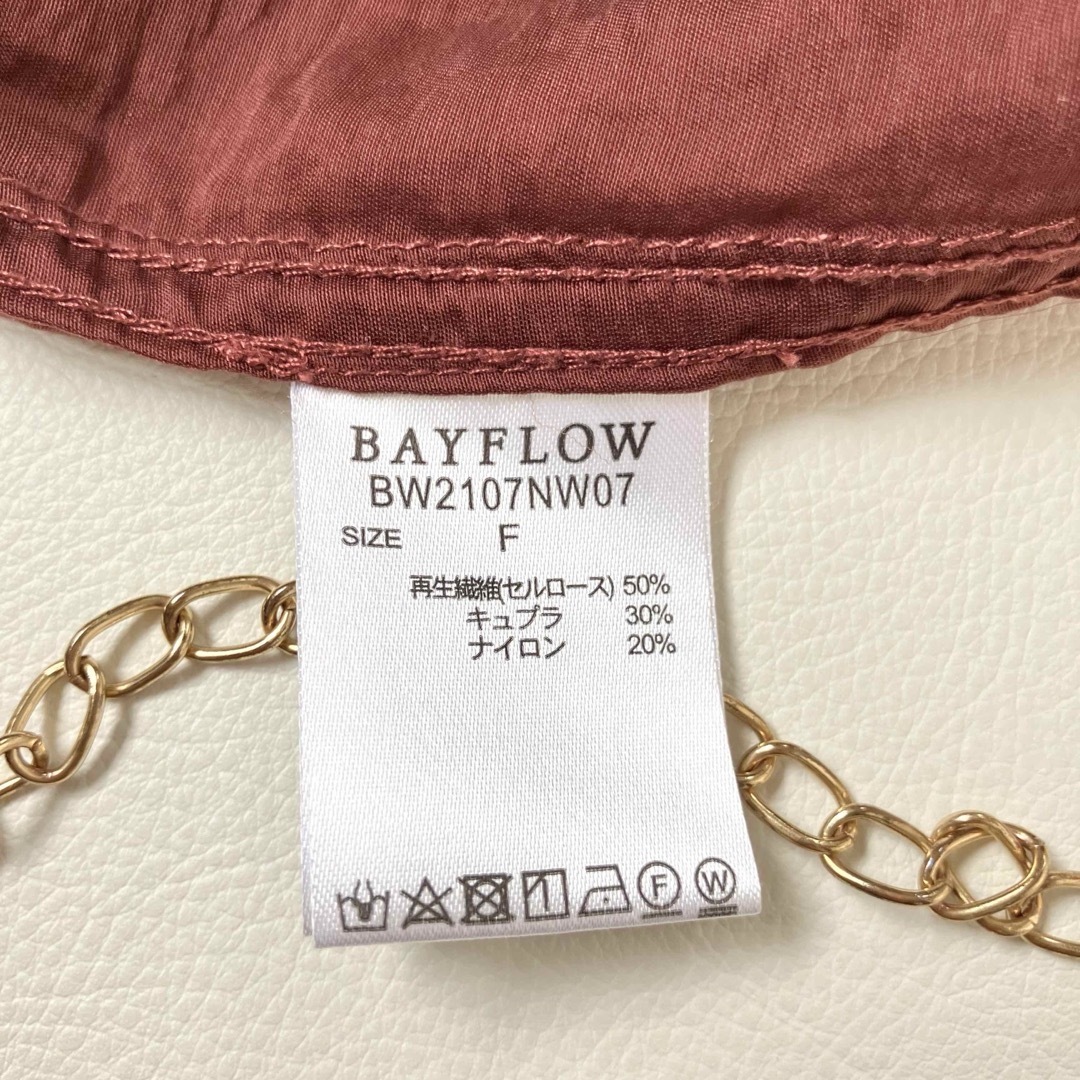 BAYFLOW
BW2107NW07
SIZE F
再生繊維(セルロース) 50%
キュプラ 30%
ナイロン 20%
F W